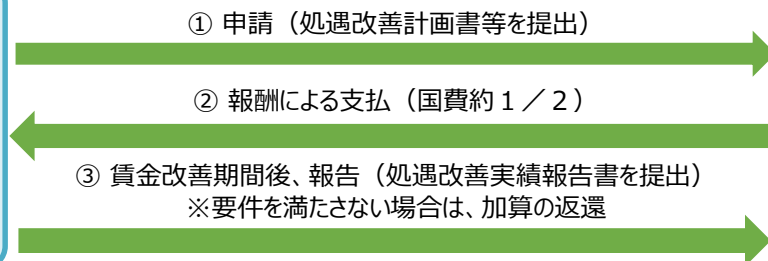 ① 申請（処遇改善計画書等を提出）
② 報酬による支払（国費約１／２）
③ 賃金改善期間後、報告（処遇改善実績報告書を提出）
※要件を満たさない場合は、加算の返還